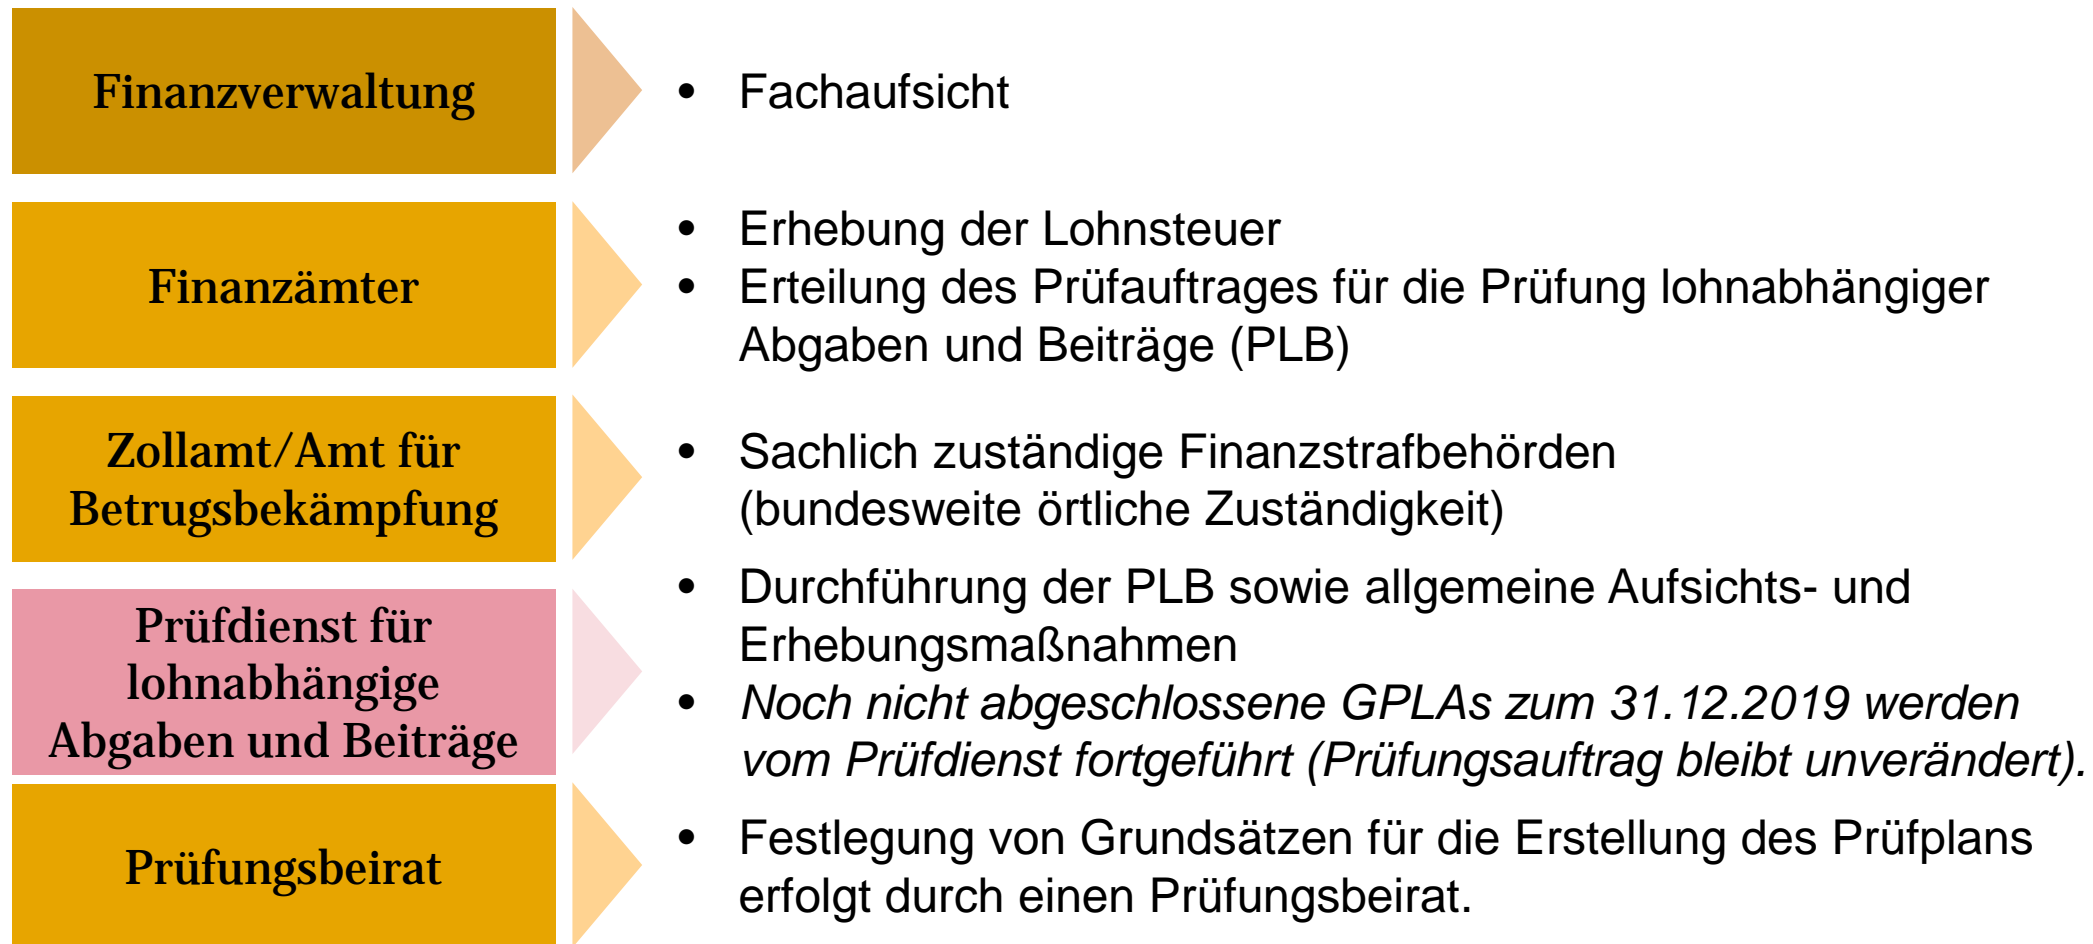 Finanzverwaltung
• Fachaufsicht
Finanzämter
• Erhebung der Lohnsteuer
• Erteilung des Prüfauftrages für die Prüfung lohnabhängiger
Abgaben und Beiträge (PLB)
Zollamt/Amt für
Betrugsbekämpfung
• Sachlich zuständige Finanzstrafbehörden
(bundesweite örtliche Zuständigkeit)
Prüfdienst für
lohnabhängige
Abgaben und Beiträge
• Durchführung der PLB sowie allgemeine Aufsichts- und
Erhebungsmaßnahmen
• Noch nicht abgeschlossene GPLAs zum 31.12.2019 werden
vom Prüfdienst fortgeführt (Prüfungsauftrag bleibt unverändert).
Prüfungsbeirat
• Festlegung von Grundsätzen für die Erstellung des Prüfplans
erfolgt durch einen Prüfungsbeirat.